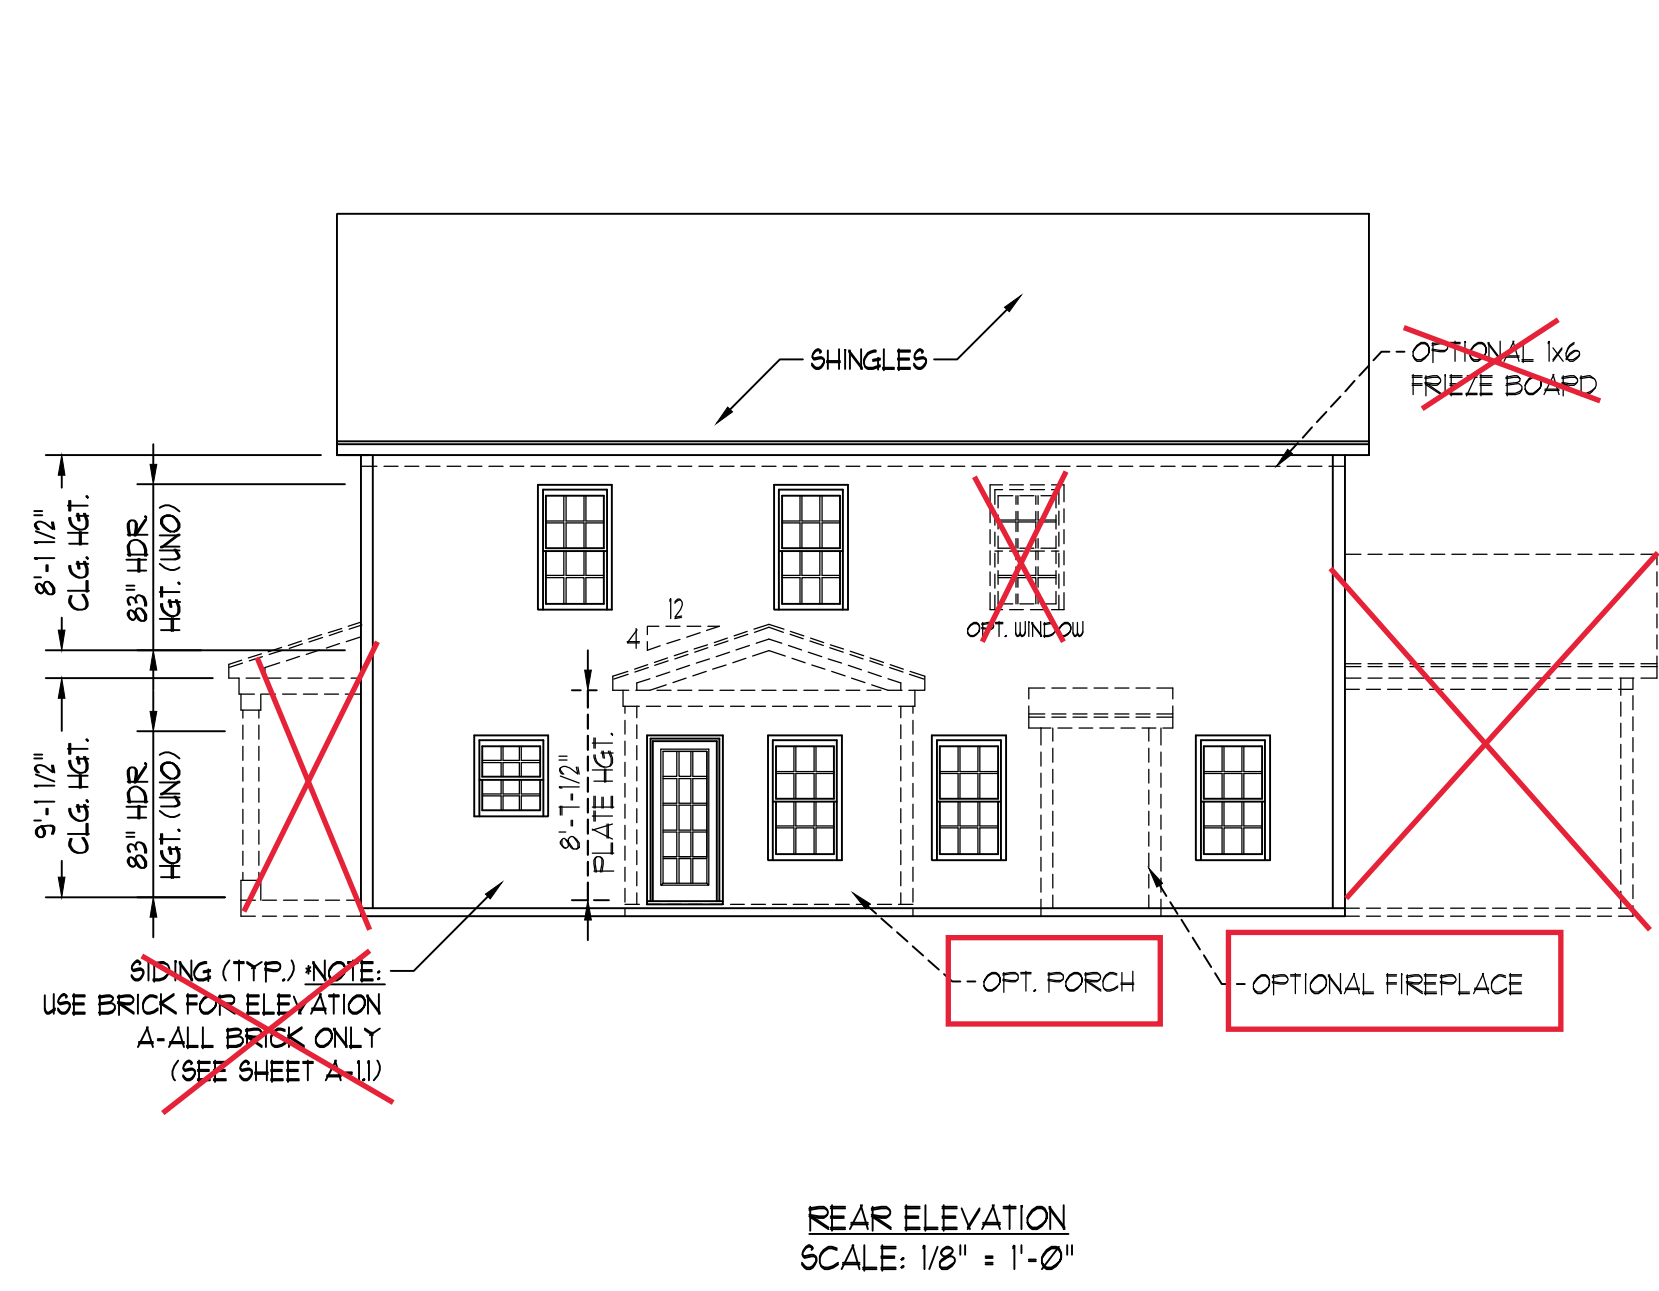 SHINGLES
OPTIONAL 1x6
FRIEZE BOARD
8'-1 1/2"
CLG. HGT.
83" HDR.
HGT. (UNO)
12
4
OPT. WINDOW
9'-1 1/2"
CLG. HGT.
83" HDR.
HGT. (UNO)
8'-1-1/2"
PLATE HGT.
SIDING (TYP.) *NOTE:
USE BRICK FOR ELEVATION
A-ALL BRICK ONLY
(SEE SHEET A-1.1)
OPT. PORCH
OPTIONAL FIREPLACE
REAR ELEVATION
SCALE: 1/8" = 1'-0"